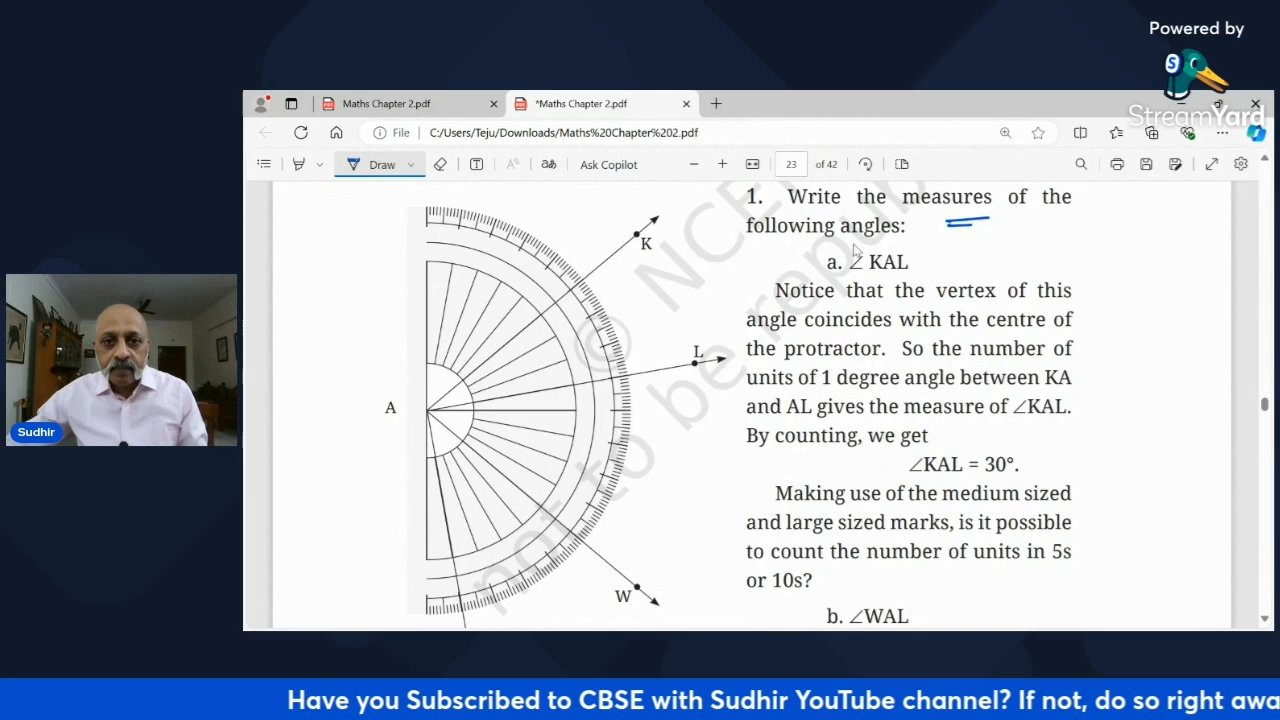 Powered by
S
StreamYard
Maths Chapter 2.pdf
*Maths Chapter 2.pdf
File C:/Users/Teju/Downloads/Maths%20Chapter%202.pdf
Draw
Ask Copilot
23 of 42
1. Write the measures of the
following angles:
a. ∠ KAL
Notice that the vertex of this
angle coincides with the centre of
the protractor. So the number of
units of 1 degree angle between KA
and AL gives the measure of ∠KAL.
By counting, we get
∠KAL = 30°.
Making use of the medium sized
and large sized marks, is it possible
to count the number of units in 5s
or 10s?
b. ∠WAL
K
L
A
W
not to be republ
© NCE
Sudhir
Have you Subscribed to CBSE with Sudhir YouTube channel? If not, do so right awa